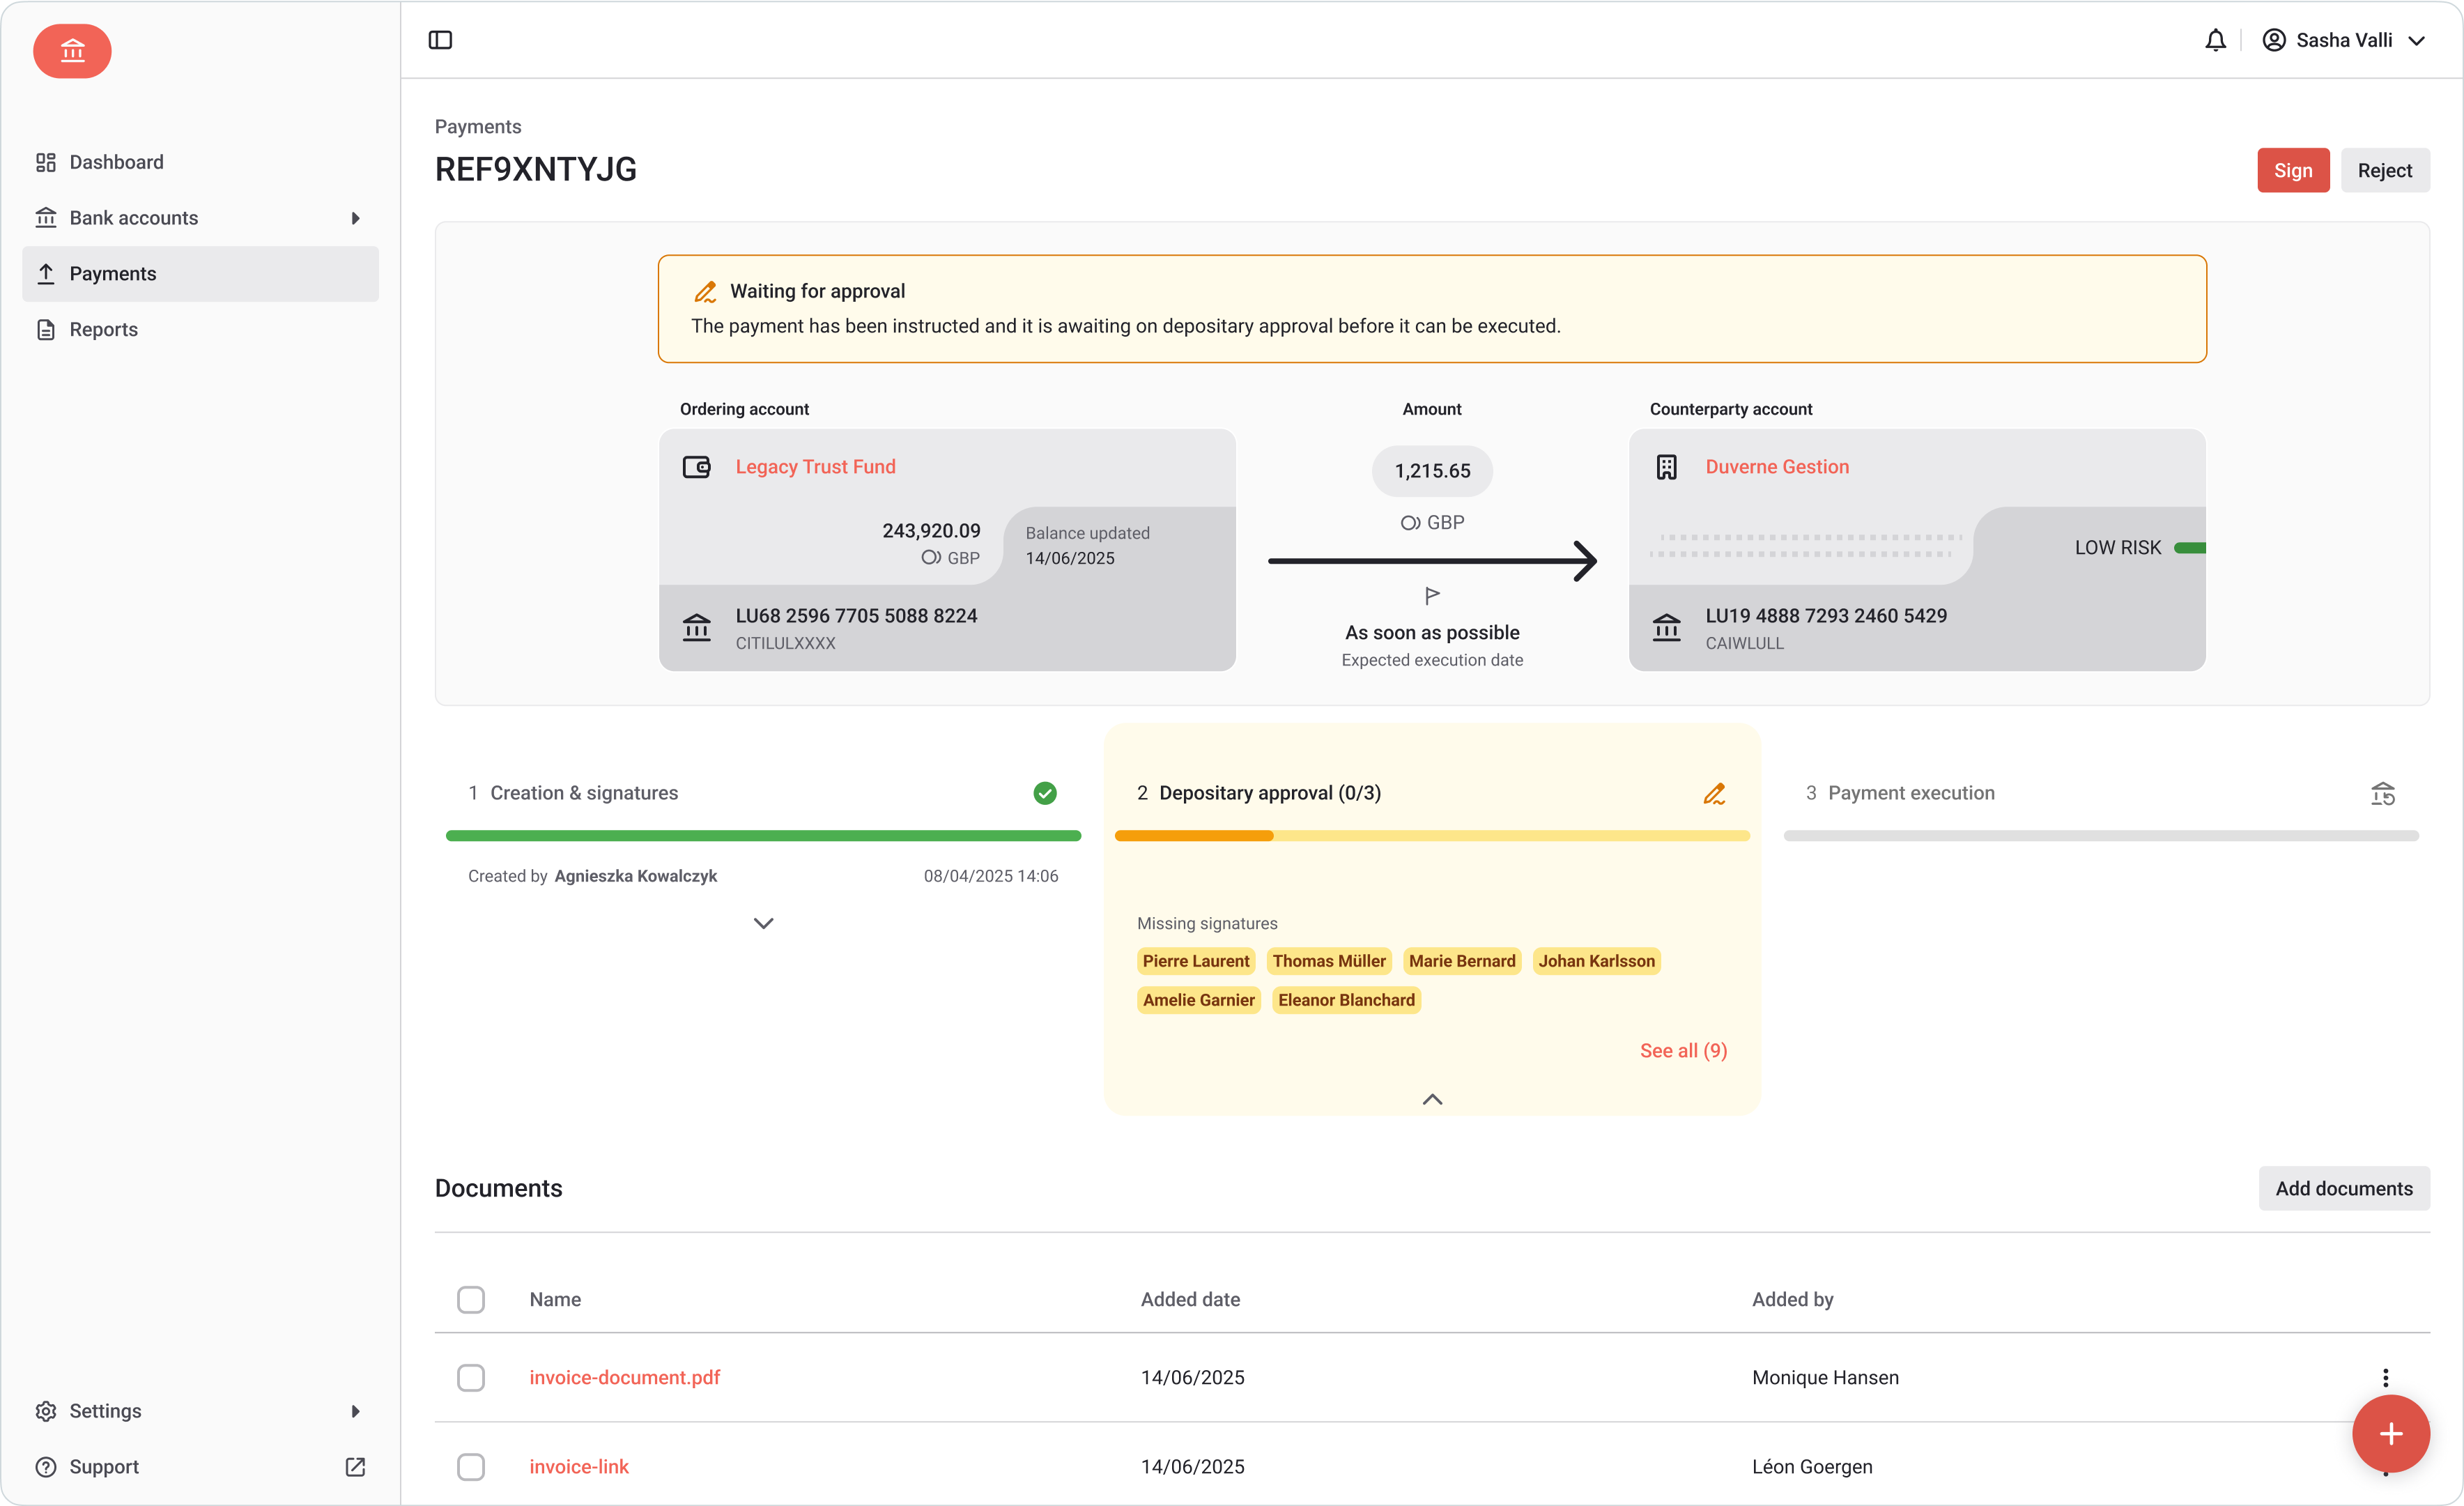 Sasha Valli
Dashboard
Bank accounts
Payments
Reports
Settings
Support
Payments
REF9XNTYJG
Sign
Reject
Waiting for approval
The payment has been instructed and it is awaiting on depositary approval before it can be executed.
Ordering account
Legacy Trust Fund
243,920.09
GBP
Balance updated
14/06/2025
LU68 2596 7705 5088 8224
CITILULXXXX
Amount
1,215.65
GBP
As soon as possible
Expected execution date
Counterparty account
Duverne Gestion
LOW RISK
LU19 4888 7293 2460 5429
CAIWLULL
1 Creation & signatures
Created by Agnieszka Kowalczyk 08/04/2025 14:06
2 Depositary approval (0/3)
Missing signatures
Pierre Laurent Thomas Müller Marie Bernard Johan Karlsson
Amelie Garnier Eleanor Blanchard
See all (9)
3 Payment execution
Documents
Add documents
Name Added date Added by
invoice-document.pdf 14/06/2025 Monique Hansen
invoice-link 14/06/2025 Léon Goergen